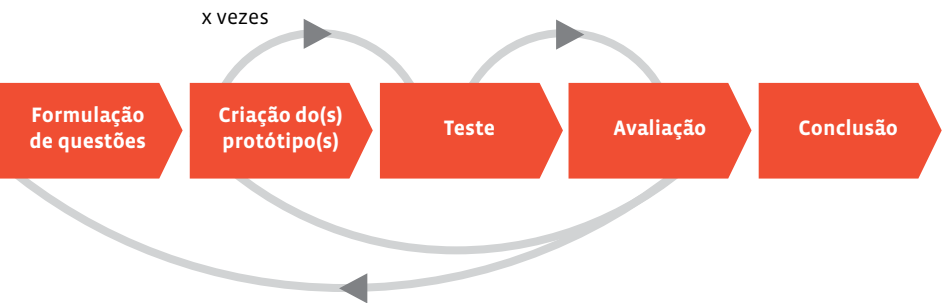 x vezes
Formulação
de questões
Criação do(s)
protótipo(s)
Teste
Avaliação
Conclusão